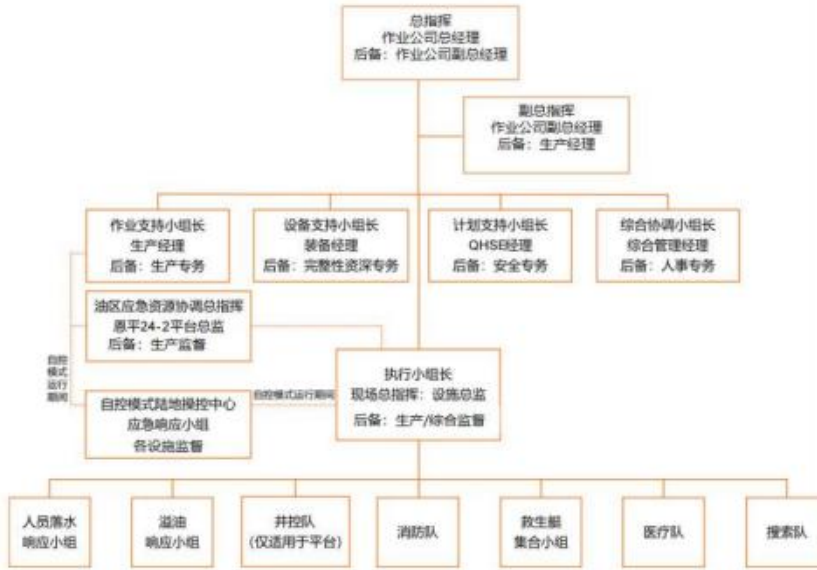 总指挥
作业公司总经理
后备：作业公司副总经理
副总指挥
作业公司副总经理
后备：生产经理
作业支持小组长
生产经理
后备：生产专务
设备支持小组长
装备经理
后备：完整性资深专务
计划支持小组长
QHSE经理
后备：安全专务
综合协调小组长
综合管理经理
后备：人事专务
油区应急资源协调总指挥
恩平24-2平台总监
后备：生产监督
自控
模式
运行
期间
自控模式陆地操控中心
应急响应小组
各设施监督
自控模式运行期间
执行小组长
现场总指挥：设施总监
后备：生产/综合监督
人员落水
响应小组
溢油
响应小组
井控队
（仅适用于平台）
消防队
救生艇
集合小组
医疗队
搜索队